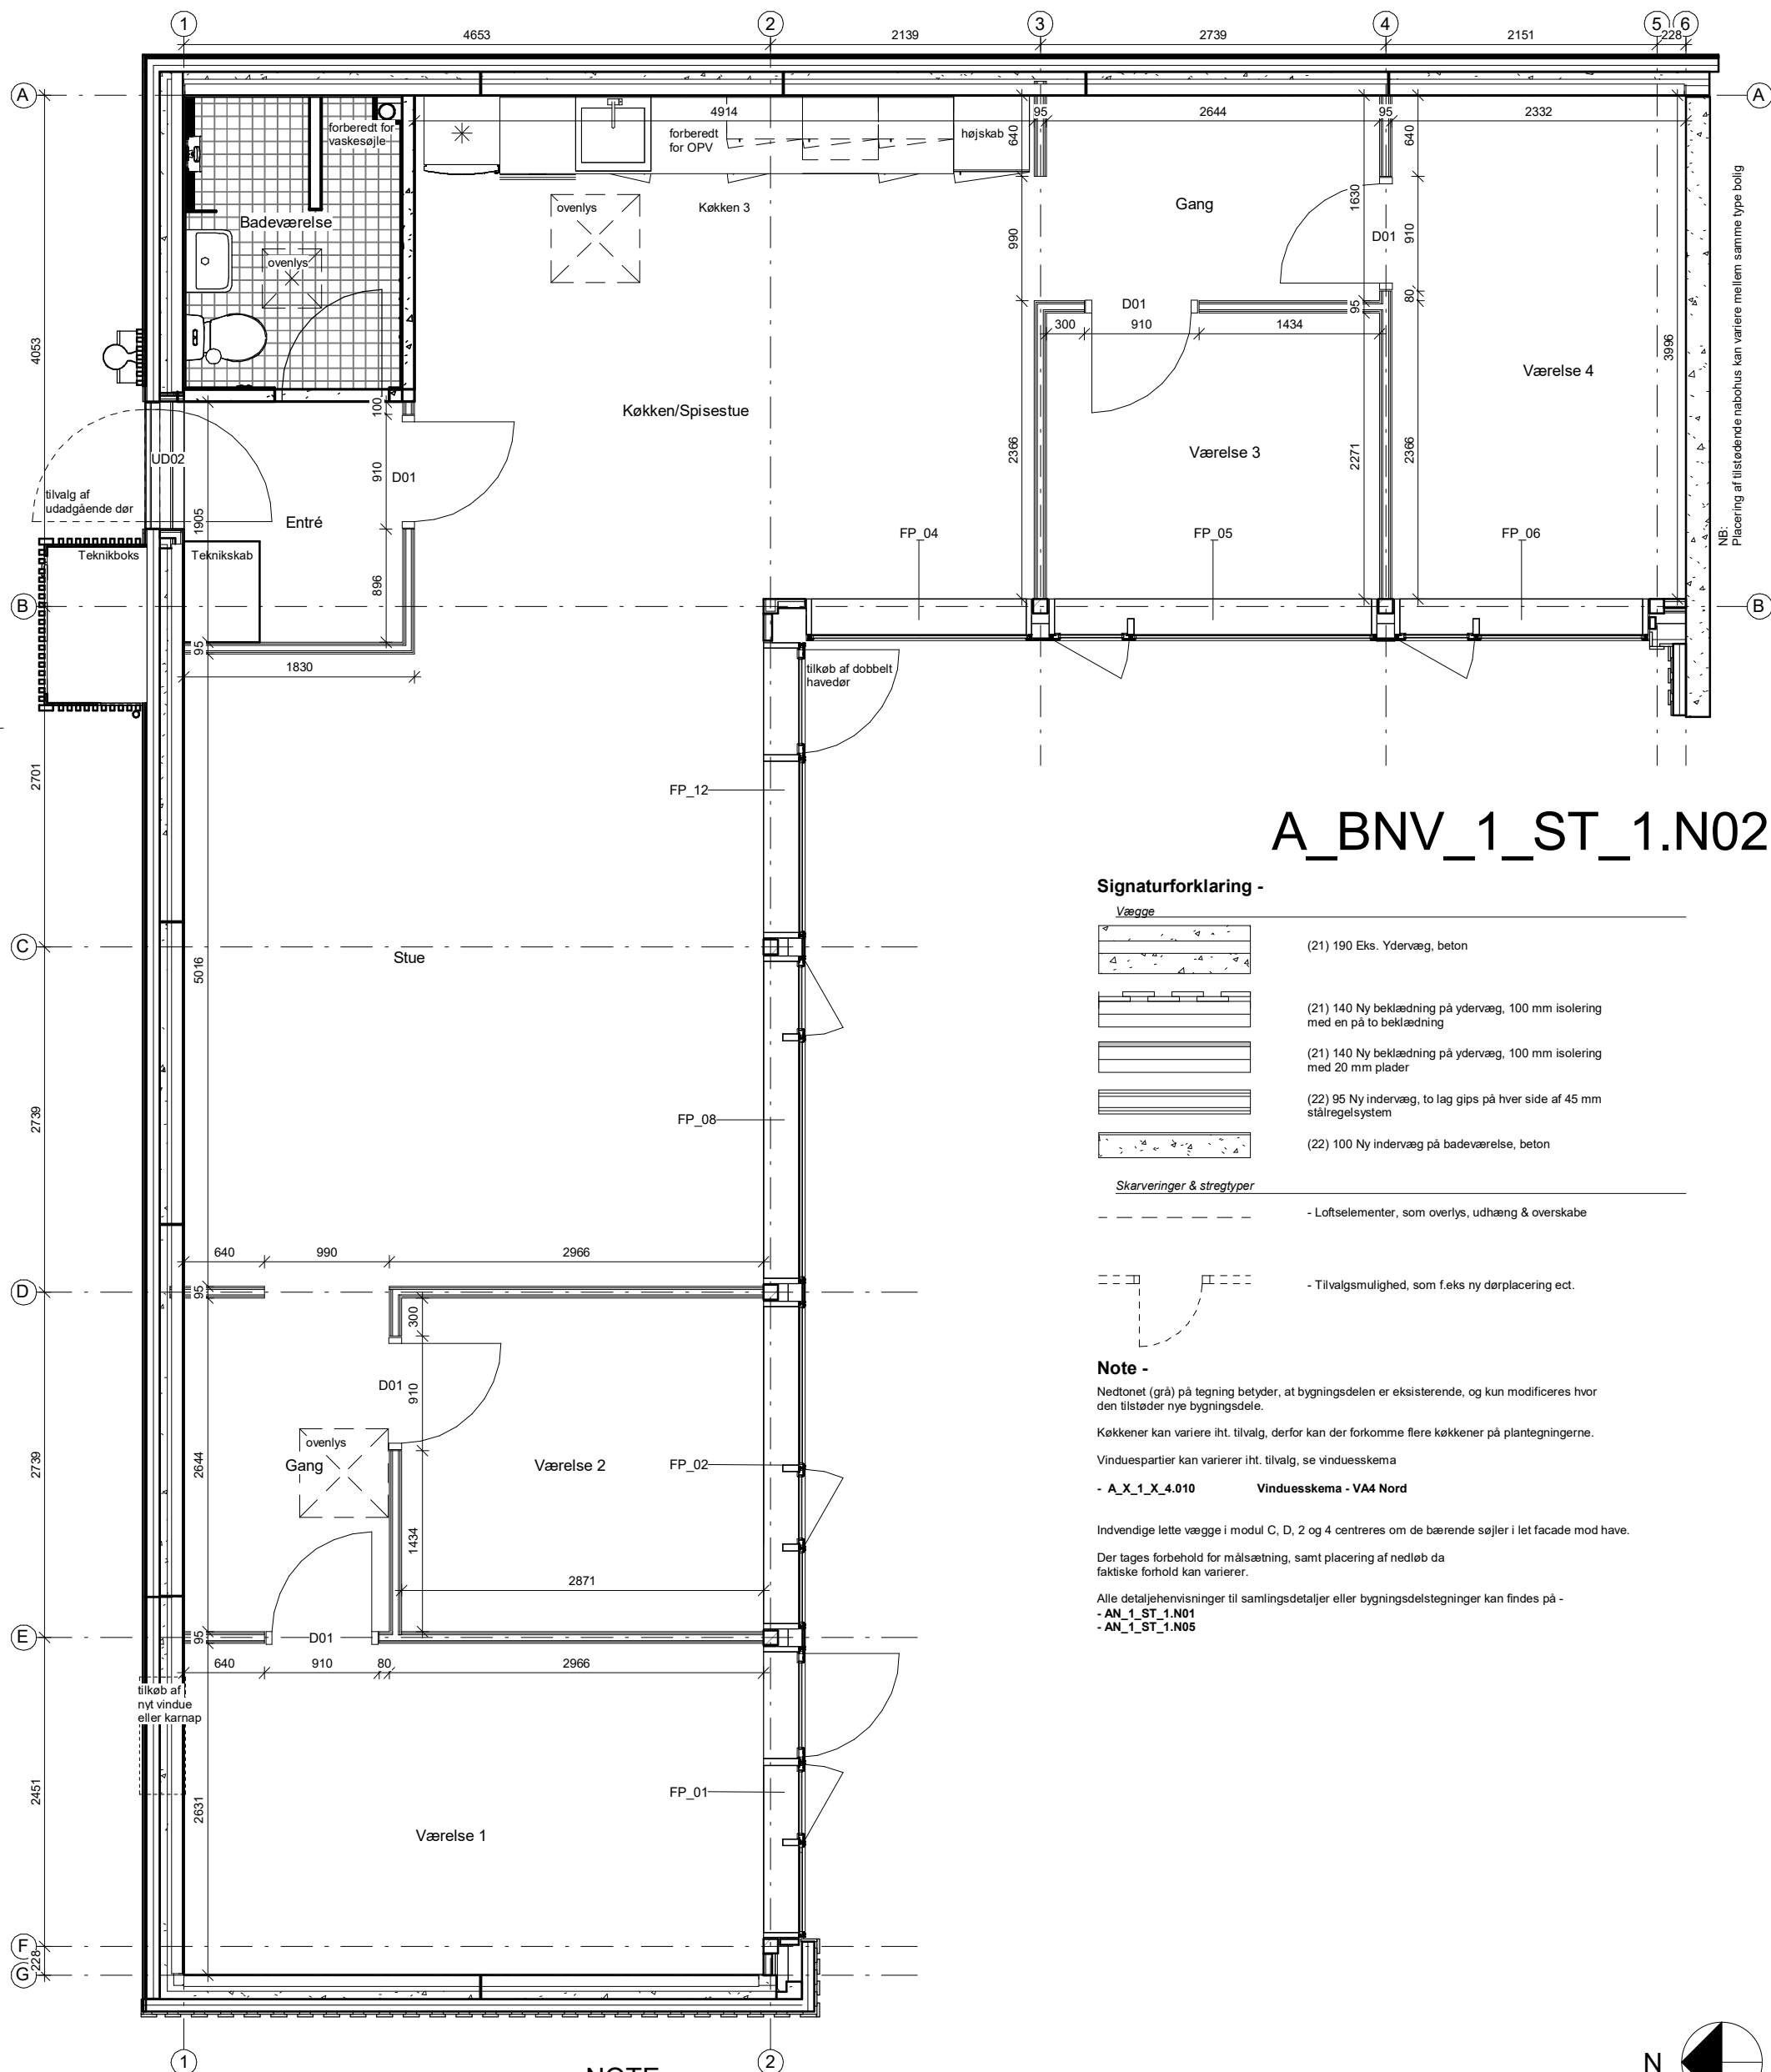 1
2
3
4
5
6
4653
2139
2739
2151
228
A
A
4914
95
2644
95
2332
forberedt for
vaskesøjle
forberedt
for OPV
højskab
640
640
Badeværelse
ovenlys
ovenlys
Køkken 3
Gang
1630
D01
910
990
80
D01
95
300
910
1434
4053
3996
Værelse 4
NB:
Placering af tilstødende nabohus kan variere mellem samme type bolig
Køkken/Spisestue
100
UD02
910
D01
2366
Værelse 3
2271
2366
tilvalg af
udadgående dør
1905
Entré
FP_04
FP_05
FP_06
Teknikboks
Teknikskab
896
B
B
95
1830
tilkøb af dobbelt
havedør
2701
FP_12
A_BNV_1_ST_1.N02
Signaturforklaring -
Vægge
(21) 190 Eks. Ydervæg, beton
C
Stue
5016
(21) 140 Ny beklædning på ydervæg, 100 mm isolering
med en på to beklædning
(21) 140 Ny beklædning på ydervæg, 100 mm isolering
med 20 mm plader
(22) 95 Ny indervæg, to lag gips på hver side af 45 mm
stålregelsystem
2739
FP_08
(22) 100 Ny indervæg på badeværelse, beton
Skarveringer & stregtyper
- Loftselementer, som overlys, udhæng & overskabe
640
990
2966
D
95
- Tilvalgsmulighed, som f.eks ny dørplacering ect.
300
D01
910
Note -
Nedtonet (grå) på tegning betyder, at bygningsdelen er eksisterende, og kun modificeres hvor
den tilstøder nye bygningsdele.
Køkkener kan variere iht. tilvalg, derfor kan der forkomme flere køkkener på plantegningerne.
Vinduespartier kan varierer iht. tilvalg, se vinduesskema
- A_X_1_X_4.010 Vinduesskema - VA4 Nord
ovenlys
2739
2644
Gang
Værelse 2
FP_02
1434
Indvendige lette vægge i modul C, D, 2 og 4 centreres om de bærende søjler i let facade mod have.
Der tages forbehold for målsætning, samt placering af nedløb da
faktiske forhold kan varierer.
2871
Alle detaljehenvisninger til samlingsdetaljer eller bygningsdelstegninger kan findes på -
- AN_1_ST_1.N01
- AN_1_ST_1.N05
E
95
D01
640
910
80
2966
tilkøb af
nyt vindue
eller karnap
2451
2631
FP_01
Værelse 1
F
228
G
1
2
N